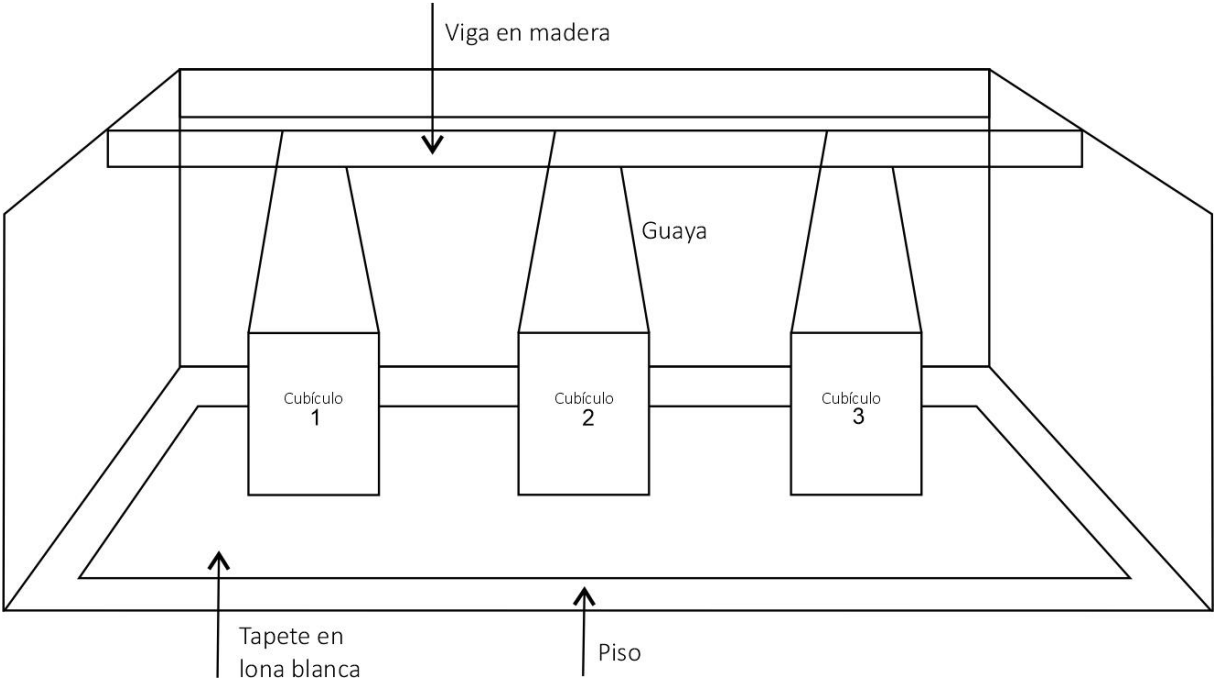 Viga en madera
Guaya
Cubículo
1
Cubículo
2
Cubículo
3
Tapete en
lona blanca
Piso